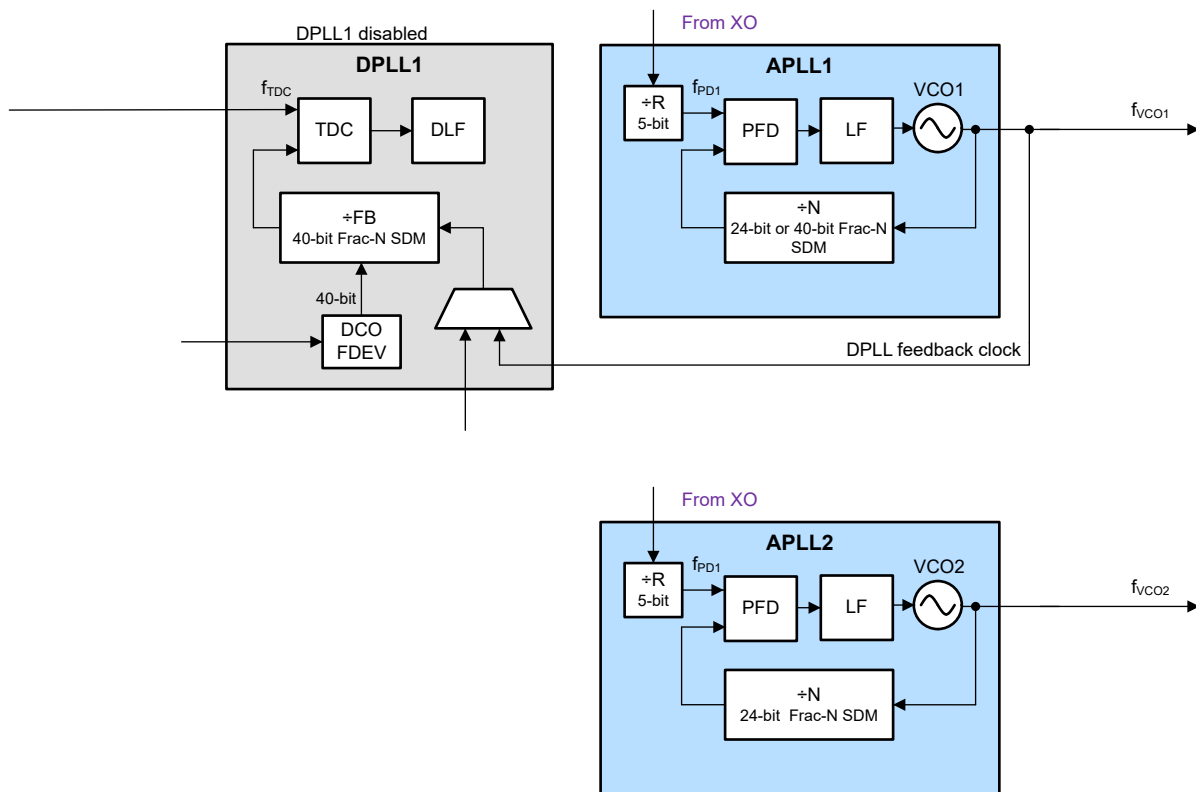 From XO
DPLL1 disabled
DPLL1
fTDC
TDC
DLF
÷FB
40-bit Frac-N SDM
40-bit
DCO
FDEV
APLL1
÷R
5-bit
fPD1
PFD
LF
VCO1
fVCO1
÷N
24-bit or 40-bit Frac-N
SDM
DPLL feedback clock
From XO
APLL2
÷R
5-bit
fPD1
PFD
LF
VCO2
fVCO2
÷N
24-bit Frac-N SDM